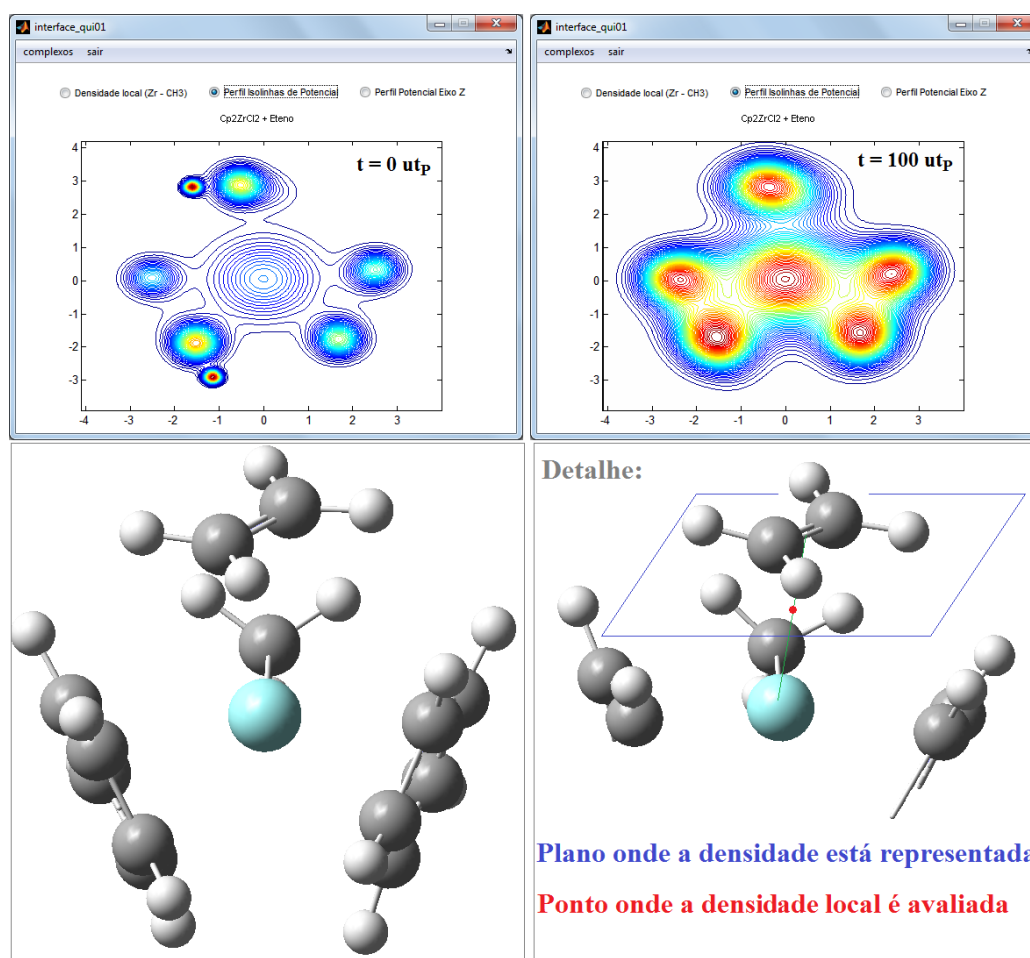 interface_qui01
complexos sair
Densidade local (Zr - CH3) Perfil Isolinhas de Potencial Perfil Potencial Eixo Z
Cp2ZrCl2 + Eteno
t = 0 utP
4
3
2
1
0
-1
-2
-3
-4 -3 -2 -1 0 1 2 3
interface_qui01
complexos sair
Densidade local (Zr - CH3) Perfil Isolinhas de Potencial Perfil Potencial Eixo Z
Cp2ZrCl2 + Eteno
t = 100 utP
4
3
2
1
0
-1
-2
-3
-4 -3 -2 -1 0 1 2 3
Detalhe:
Plano onde a densidade está representada
Ponto onde a densidade local é avaliada